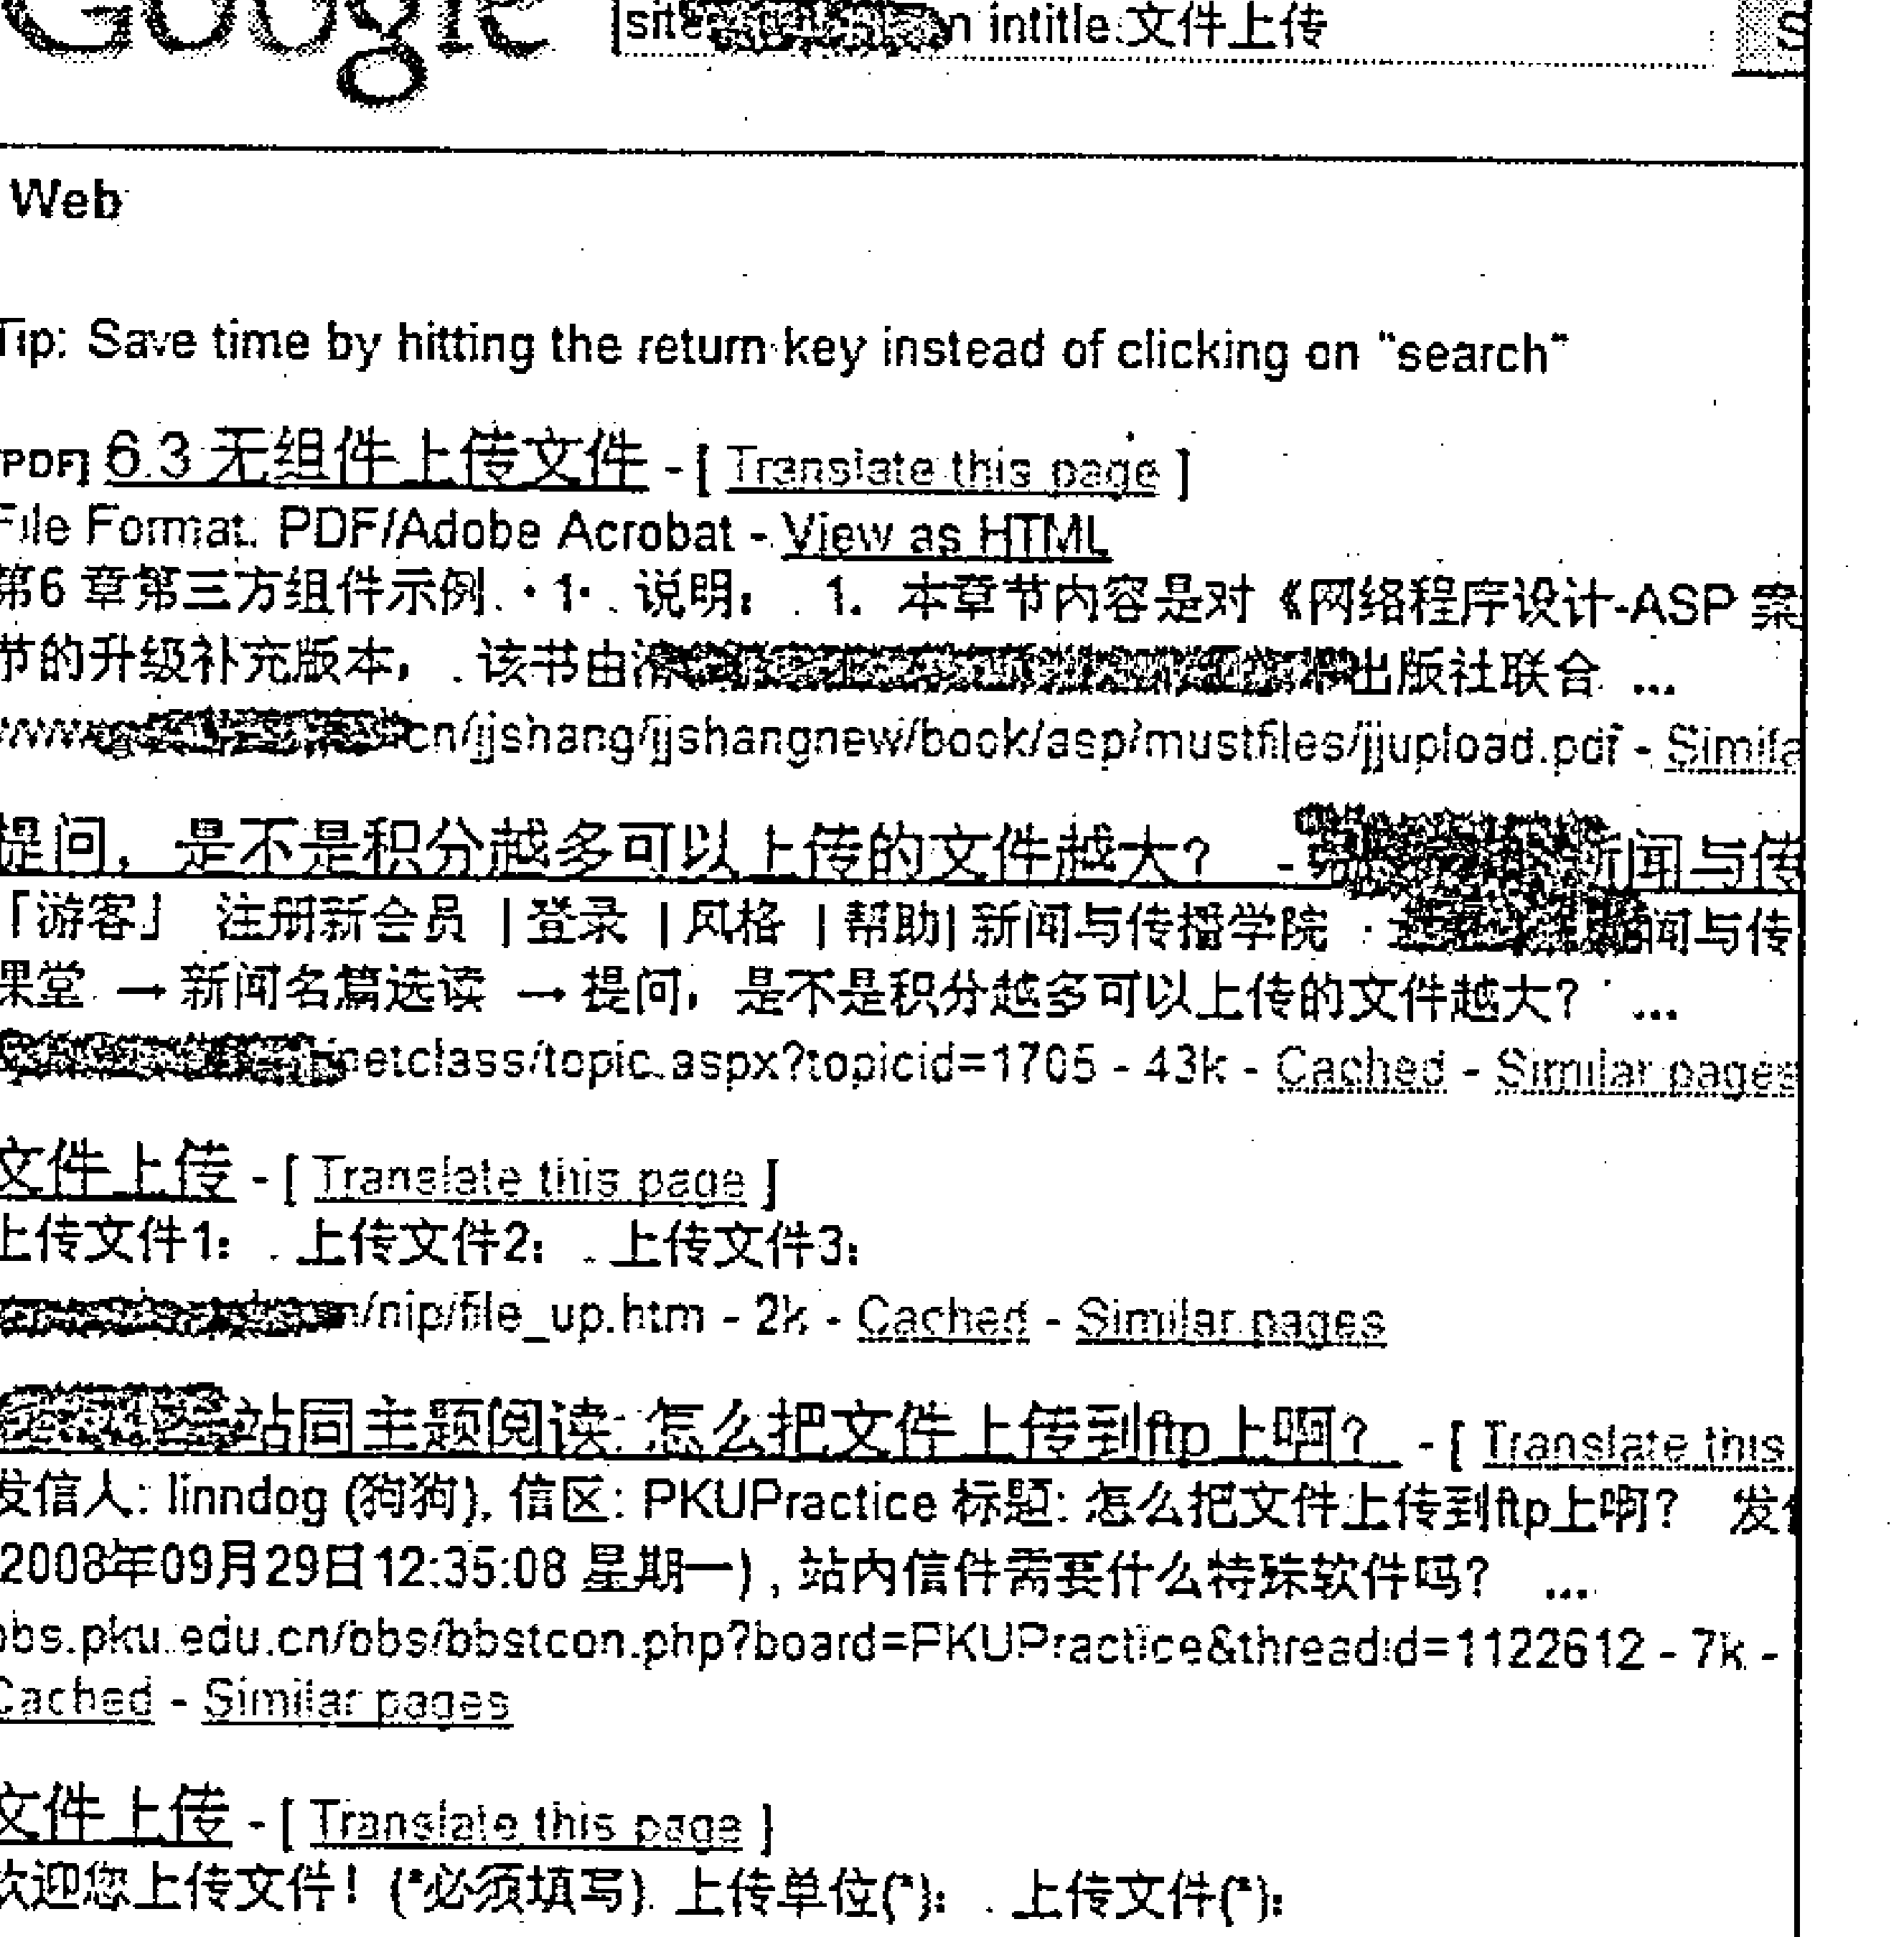 Google
site n intitle:文件上传 S
Web
Tip: Save time by hitting the return key instead of clicking on "search"
[PDF] 6.3 无组件上传文件 - [ Translate this page ]
File Format: PDF/Adobe Acrobat - View as HTML
第6 章第三方组件示例. ·1· . 说明： . 1. 本章节内容是对《网络程序设计-ASP 案
节的升级补充版本， . 该书由 出版社联合 ...
www. cn/jjshang/jjshangnew/book/asp/mustfiles/jjupload.pdf - Simila
提问，是不是积分越多可以上传的文件越大？ - 新闻与传
「游客」 注册新会员 | 登录 | 风格 | 帮助| 新闻与传播学院 · 闻与传
课堂 → 新闻名篇选读 → 提问，是不是积分越多可以上传的文件越大？ ...
netclass/topic.aspx?topicid=1705 - 43k - Cached - Similar pages
文件上传 - [ Translate this page ]
上传文件1： . 上传文件2： . 上传文件3：
n/nip/file_up.htm - 2k - Cached - Similar pages
站同主题阅读: 怎么把文件上传到ftp上啊？ - [ Translate this
发信人: linndog (狗狗), 信区: PKUPractice 标题: 怎么把文件上传到ftp上啊？ 发信
2008年09月29日12:35:08 星期一) , 站内信件需要什么特殊软件吗？ ...
bbs.pku.edu.cn/bbs/bbstcon.php?board=PKUPractice&threadid=1122612 - 7k -
Cached - Similar pages
文件上传 - [ Translate this page ]
欢迎您上传文件！(*必须填写). 上传单位(*)： . 上传文件(*)：